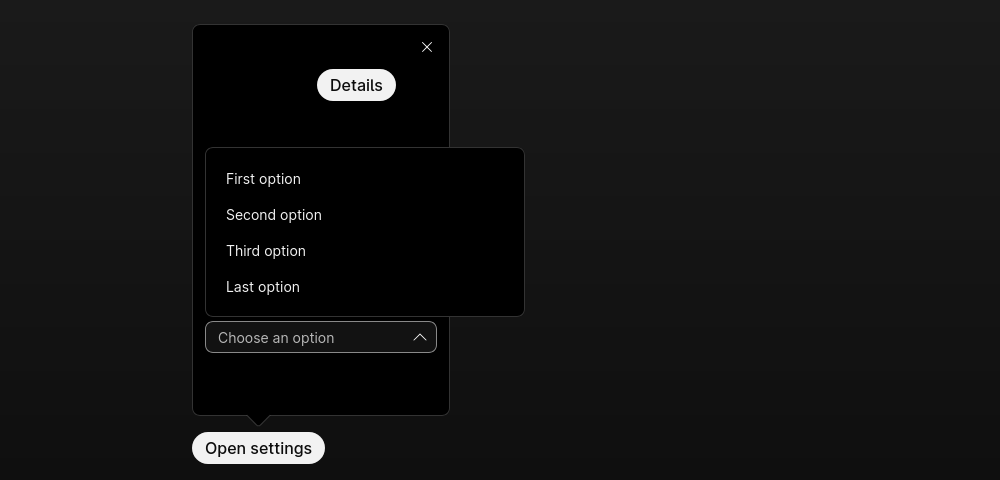 Details
First option
Second option
Third option
Last option
Choose an option
Open settings